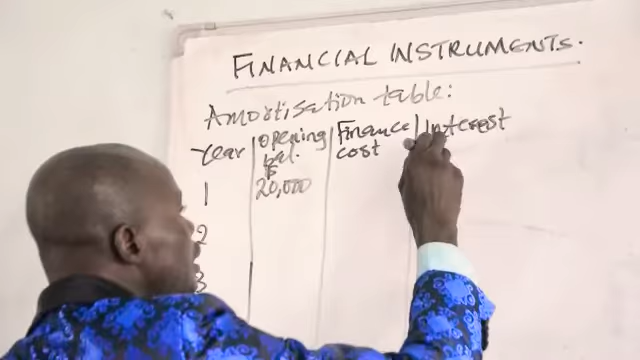 FINANCIAL INSTRUMENTS.
Amortisation table:
Year
opening
bal.
$
Finance
cost
Interest
1
20,000
2
3